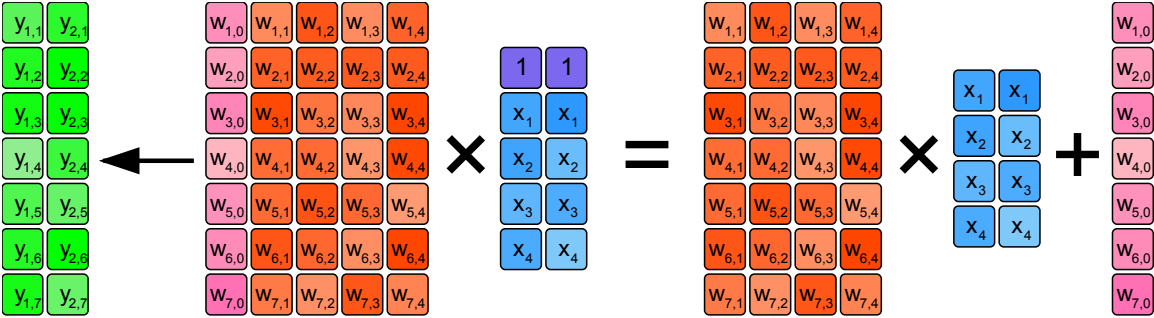 y1,1 y2,1 w1,0 w1,1 w1,2 w1,3 w1,4 w1,1 w1,2 w1,3 w1,4 w1,0
y1,2 y2,2 w2,0 w2,1 w2,2 w2,3 w2,4 1 1 w2,1 w2,2 w2,3 w2,4 w2,0
y1,3 y2,3 w3,0 w3,1 w3,2 w3,3 w3,4 x1 x1 w3,1 w3,2 w3,3 w3,4 x1 x1 w3,0
y1,4 y2,4 w4,0 w4,1 w4,2 w4,3 w4,4 × x2 x2 = w4,1 w4,2 w4,3 w4,4 × x2 x2 + w4,0
y1,5 y2,5 w5,0 w5,1 w5,2 w5,3 w5,4 x3 x3 w5,1 w5,2 w5,3 w5,4 x3 x3 w5,0
y1,6 y2,6 w6,0 w6,1 w6,2 w6,3 w6,4 x4 x4 w6,1 w6,2 w6,3 w6,4 x4 x4 w6,0
y1,7 y2,7 w7,0 w7,1 w7,2 w7,3 w7,4 w7,1 w7,2 w7,3 w7,4 w7,0